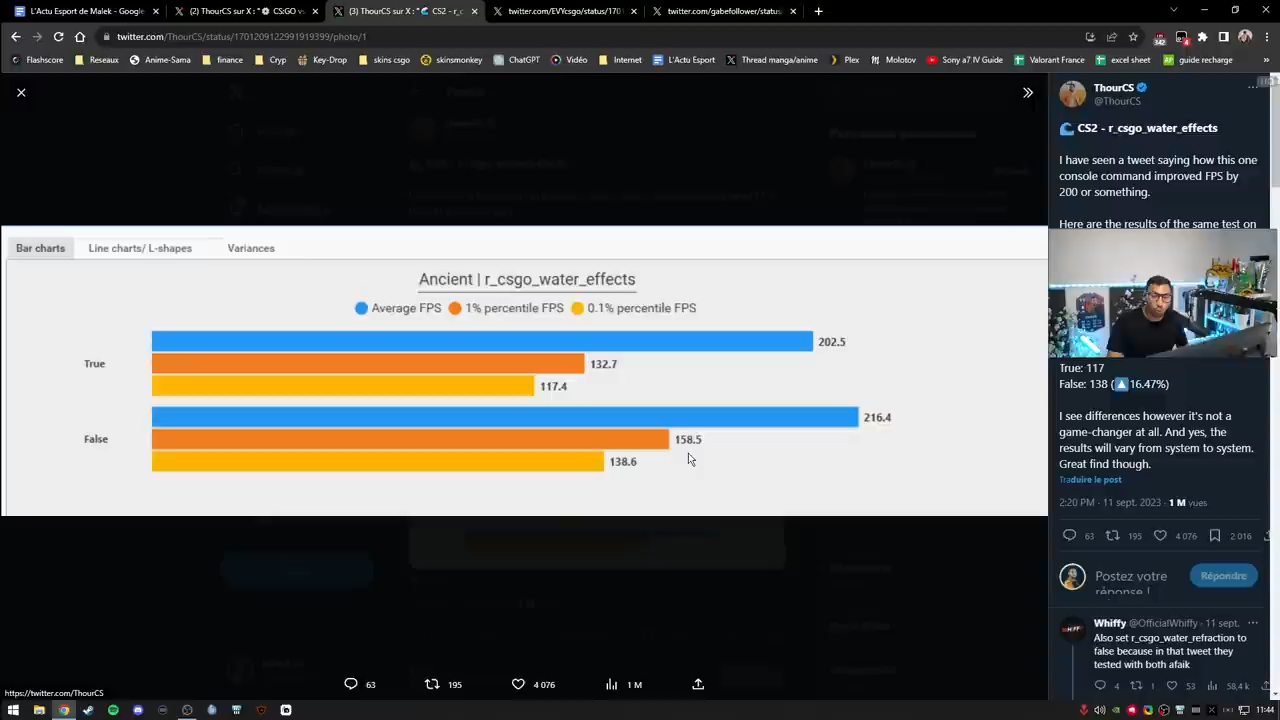 L'Actu Esport de Malek - Google
(2) ThourCS sur X : " CSGO v
(3) ThourCS sur X : " CS2 - r_c
twitter.com/EVYcsgo/status/170
twitter.com/gabefollower/status
twitter.com/ThourCS/status/1701209122991919399/photo/1
Flashscore
Reseaux
Anime-Sama
finance
Cryp
Key-Drop
skins csgo
skinsmonkey
ChatGPT
Vidéo
Internet
L'Actu Esport
Thread manga/anime
Plex
Molotov
Sony a7 IV Guide
Valorant France
excel sheet
guide recharge
ThourCS
@ThourCS
CS2 - r_csgo_water_effects
I have seen a tweet saying how this one
console command improved FPS by
200 or something.
Here are the results of the same test on
Bar charts
Line charts/ L-shapes
Variances
Ancient | r_csgo_water_effects
Average FPS
1% percentile FPS
0.1% percentile FPS
True
202.5
132.7
117.4
False
216.4
158.5
138.6
True: 117
False: 138 (16.47%)
I see differences however it's not a
game-changer at all. And yes, the
results will vary from system to system.
Great find though.
Traduire le post
2:20 PM · 11 sept. 2023 · 1 M vues
63 195 4 076 2 016
Postez votre
réponse !
Répondre
Whiffy @OfficialWhiffy · 11 sept.
Also set r_csgo_water_refraction to
false because in that tweet they
tested with both afaik
4 1 53 58,4 k
63 195 4 076 1 M
https://twitter.com/ThourCS
11:44